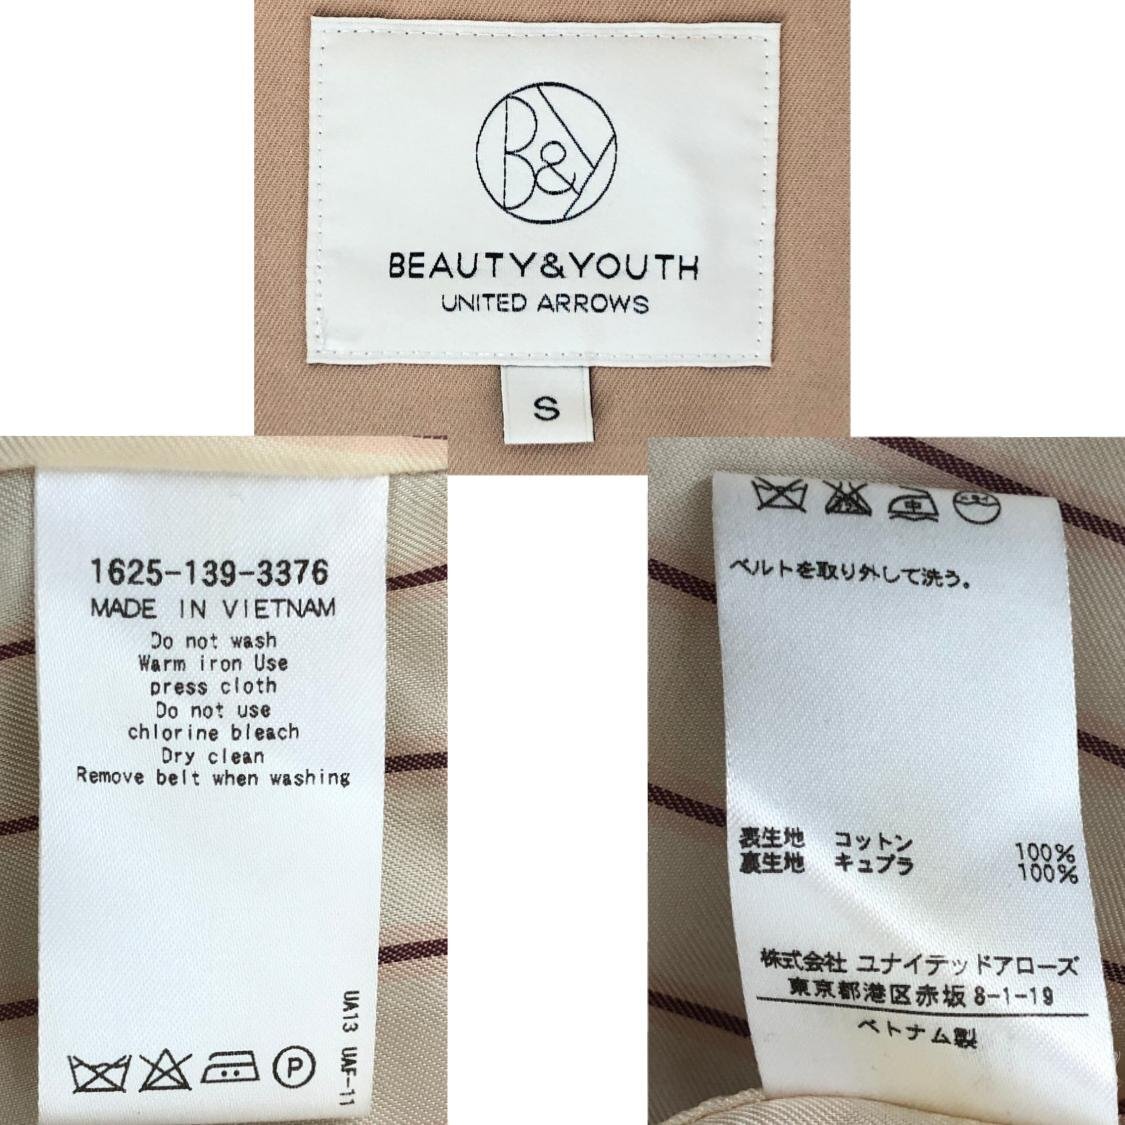 B&Y
BEAUTY&YOUTH
UNITED ARROWS
S
1625-139-3376
MADE IN VIETNAM
Do not wash
Warm iron Use
press cloth
Do not use
chlorine bleach
Dry clean
Remove belt when washing
UA13 UAF-11
P
中
ベルトを取り外して洗う。
表生地 コットン 100%
裏生地 キュプラ 100%
株式会社 ユナイテッドアローズ
東京都港区赤坂 8-1-19
ベトナム製